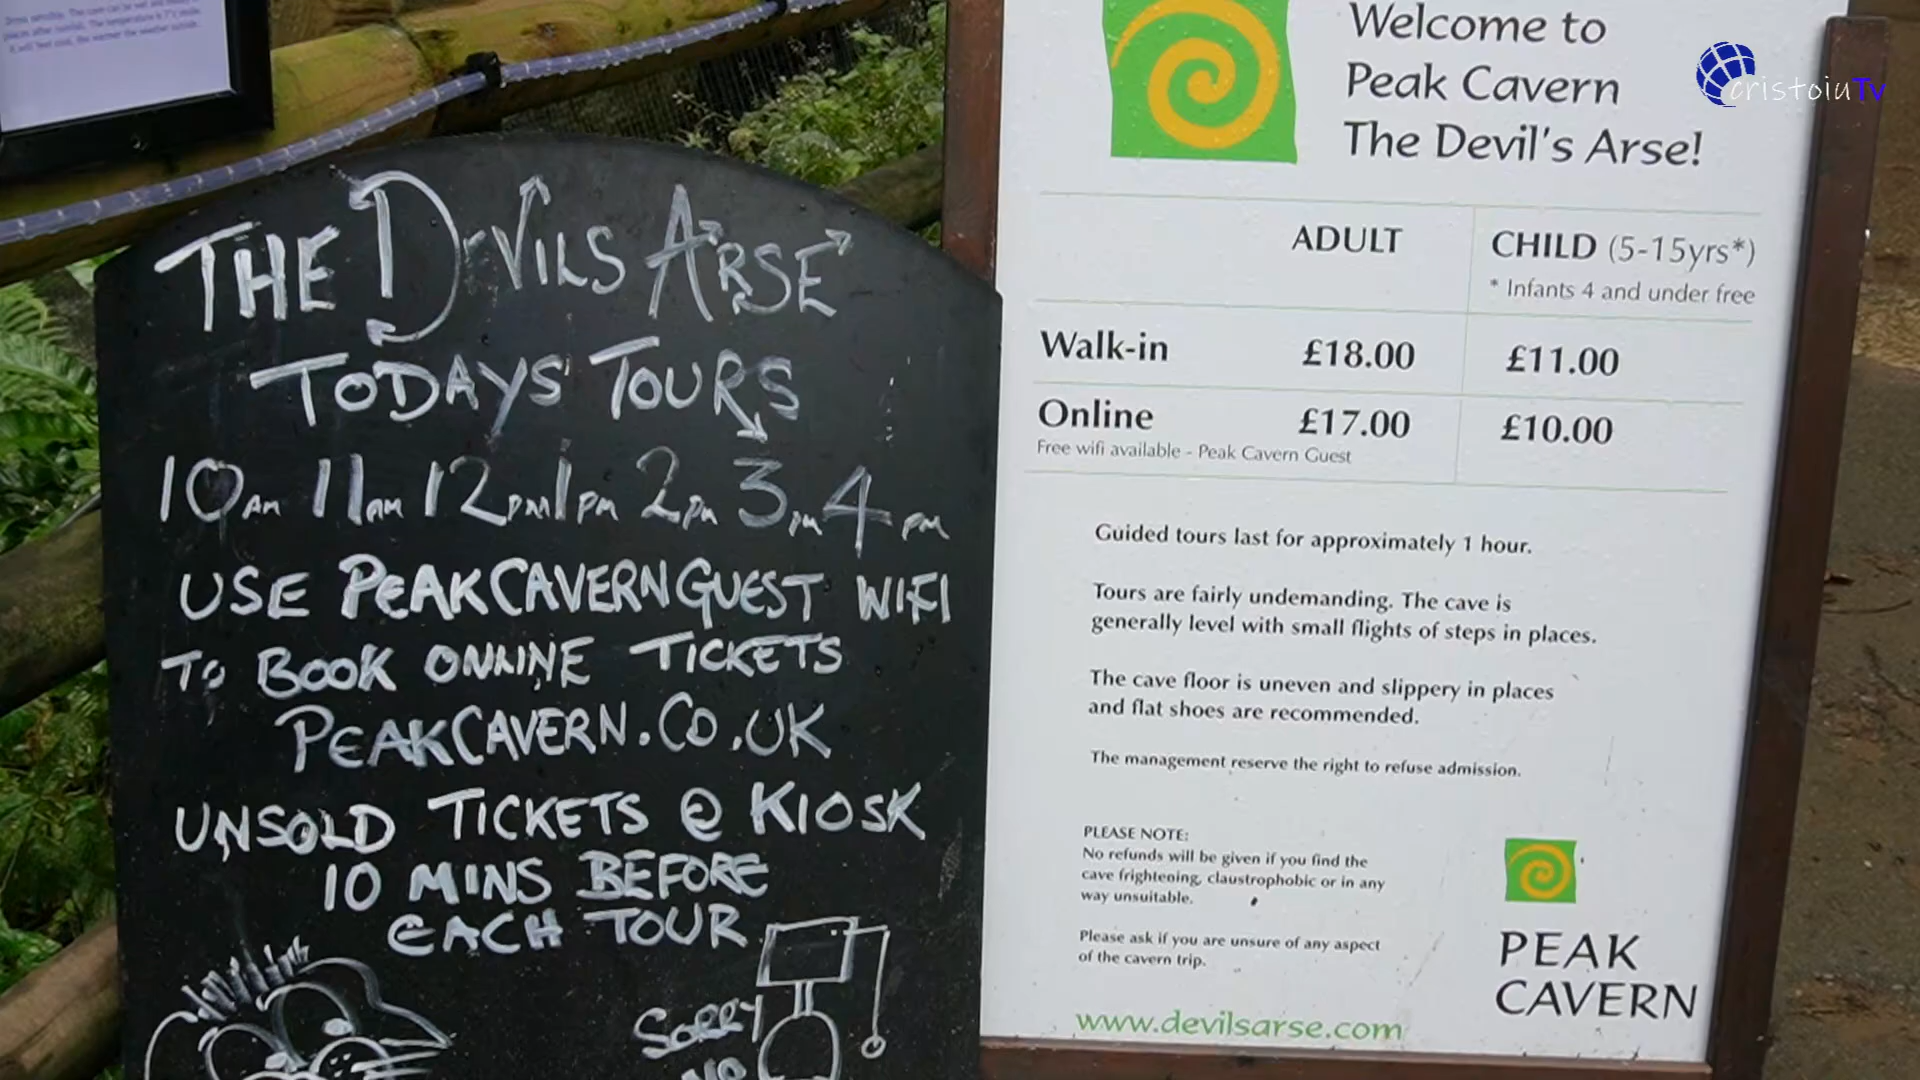 THE DEVILS ARSE
TODAYS TOURS
10AM 11AM 12PM 1PM 2PM 3PM 4PM
USE PEAKCAVERNGUEST WIFI
TO BOOK ONLINE TICKETS
PEAKCAVERN.CO.UK
UNSOLD TICKETS @ KIOSK
10 MINS BEFORE
EACH TOUR
SORRY
NO
Welcome to
Peak Cavern
The Devil's Arse!
ADULT CHILD (5-15yrs*)
* Infants 4 and under free
Walk-in £18.00 £11.00
Online £17.00 £10.00
Free wifi available - Peak Cavern Guest
Guided tours last for approximately 1 hour.
Tours are fairly undemanding. The cave is
generally level with small flights of steps in places.
The cave floor is uneven and slippery in places
and flat shoes are recommended.
The management reserve the right to refuse admission.
PLEASE NOTE:
No refunds will be given if you find the
cave frightening, claustrophobic or in any
way unsuitable.
Please ask if you are unsure of any aspect
of the cavern trip.
www.devilsarse.com
PEAK
CAVERN
cristoiuTv